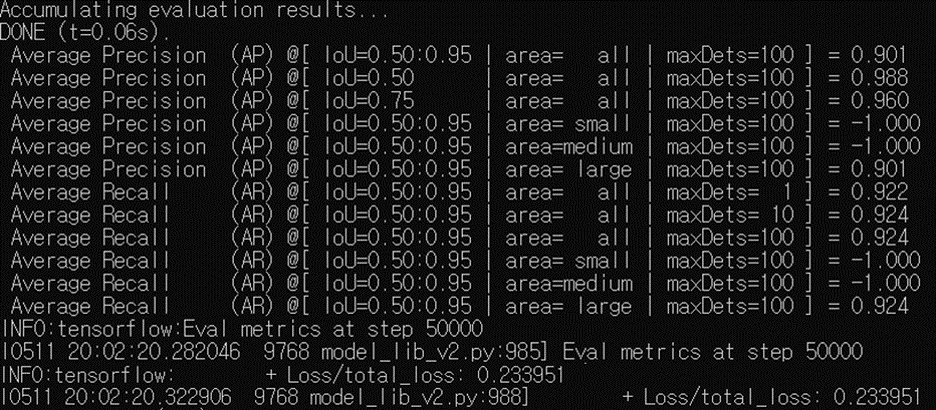 Accumulating evaluation results...
DONE (t=0.06s).
Average Precision  (AP) @[ IoU=0.50:0.95 | area=   all | maxDets=100 ] = 0.901
Average Precision  (AP) @[ IoU=0.50      | area=   all | maxDets=100 ] = 0.988
Average Precision  (AP) @[ IoU=0.75      | area=   all | maxDets=100 ] = 0.960
Average Precision  (AP) @[ IoU=0.50:0.95 | area= small | maxDets=100 ] = -1.000
Average Precision  (AP) @[ IoU=0.50:0.95 | area=medium | maxDets=100 ] = -1.000
Average Precision  (AP) @[ IoU=0.50:0.95 | area= large | maxDets=100 ] = 0.901
Average Recall     (AR) @[ IoU=0.50:0.95 | area=   all | maxDets=  1 ] = 0.922
Average Recall     (AR) @[ IoU=0.50:0.95 | area=   all | maxDets= 10 ] = 0.924
Average Recall     (AR) @[ IoU=0.50:0.95 | area=   all | maxDets=100 ] = 0.924
Average Recall     (AR) @[ IoU=0.50:0.95 | area= small | maxDets=100 ] = -1.000
Average Recall     (AR) @[ IoU=0.50:0.95 | area=medium | maxDets=100 ] = -1.000
Average Recall     (AR) @[ IoU=0.50:0.95 | area= large | maxDets=100 ] = 0.924
INFO:tensorflow:Eval metrics at step 50000
I0511 20:02:20.282046  9768 model_lib_v2.py:985] Eval metrics at step 50000
INFO:tensorflow:        + Loss/total_loss: 0.233951
I0511 20:02:20.322906  9768 model_lib_v2.py:988]        + Loss/total_loss: 0.233951